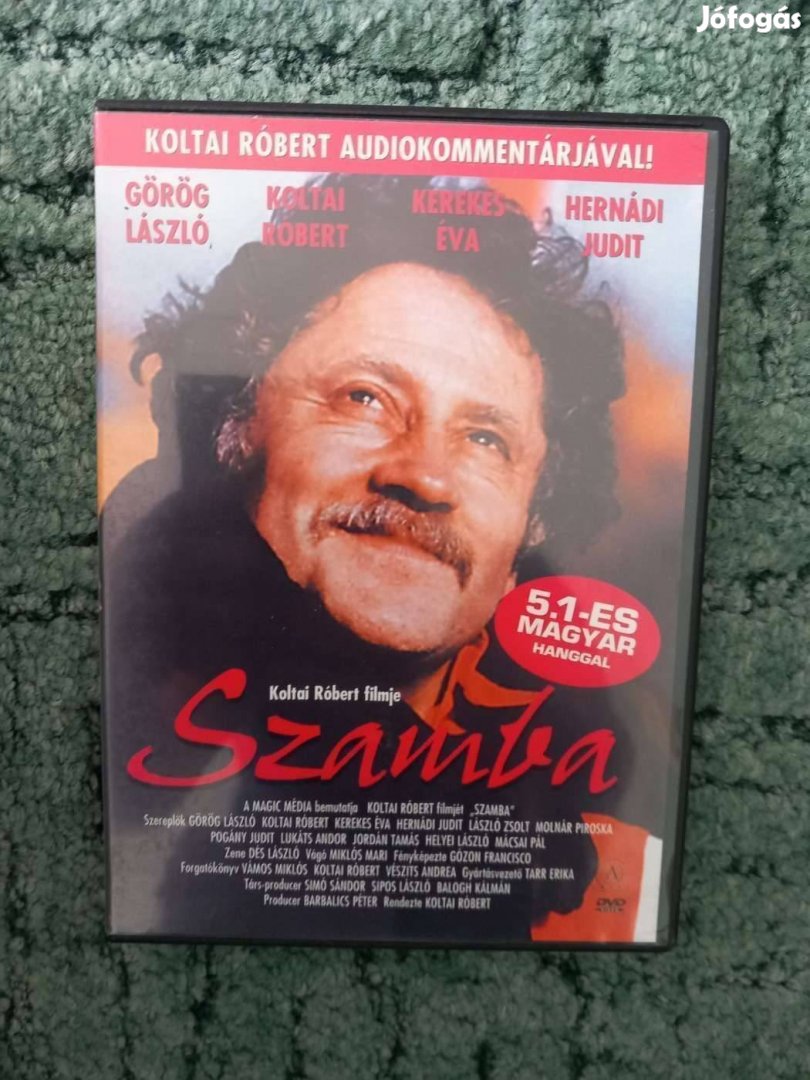 Jófogás
KOLTAI RÓBERT AUDIOKOMMENTÁRJÁVAL!
GÖRÖG LÁSZLÓ
KOLTAI RÓBERT
KEREKES ÉVA
HERNÁDI JUDIT
5.1-ES
MAGYAR
HANGGAL
Koltai Róbert filmje
Szamba
A MAGIC MÉDIA bemutatja KOLTAI RÓBERT filmjét „SZAMBA"
Szereplők GÖRÖG LÁSZLÓ KOLTAI RÓBERT KEREKES ÉVA HERNÁDI JUDIT LÁSZLÓ ZSOLT MOLNÁR PIROSKA
POGÁNY JUDIT LUKÁTS ANDOR JORDÁN TAMÁS HELYEI LÁSZLÓ MÁCSAI PÁL
Zene DÉS LÁSZLÓ Vágó MIKLÓS MARI Fényképezte GÓZON FRANCISCO
Forgatókönyv VÁMOS MIKLÓS KOLTAI RÓBERT VÉSZITS ANDREA Gyártásvezető TARR ERIKA
Társ-producer SIMÓ SÁNDOR SIPOS LÁSZLÓ BALOGH KÁLMÁN
Producer BARBALICS PÉTER Rendezte KOLTAI RÓBERT
DVD